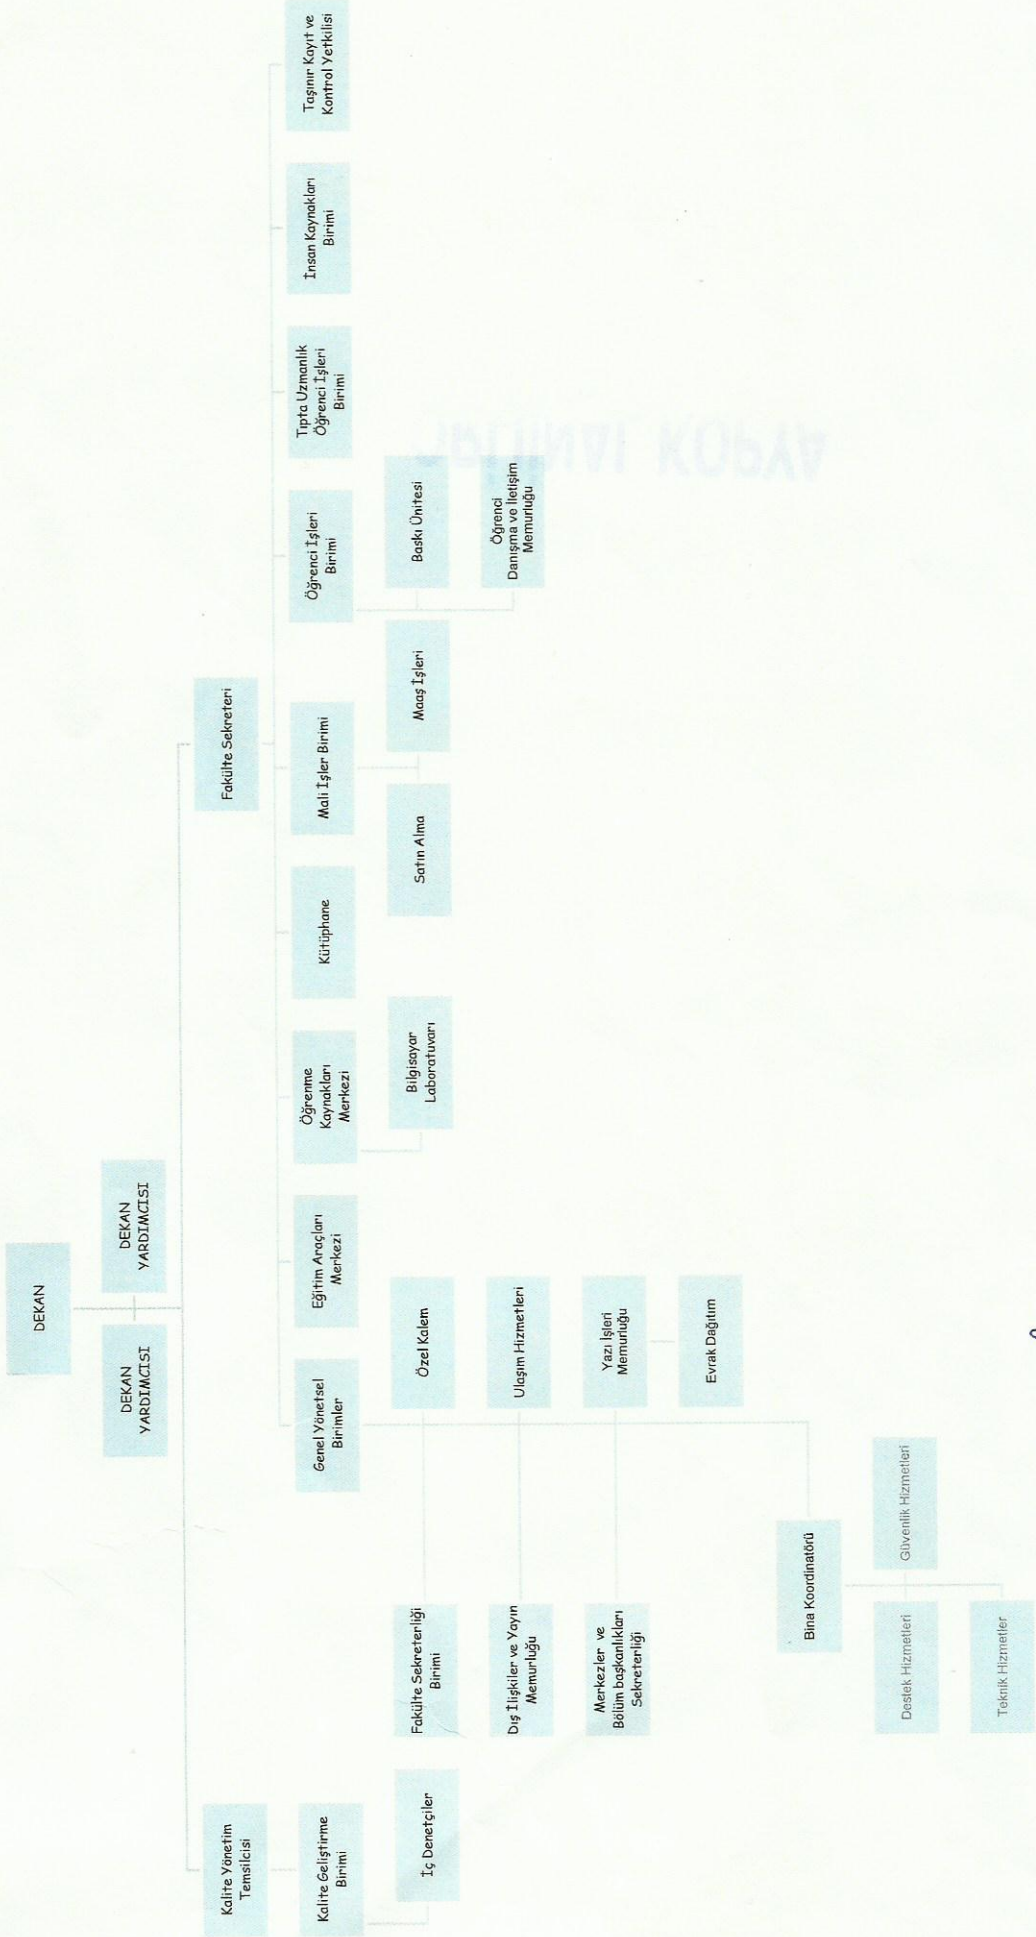 DEKAN
DEKAN
YARDIMCISI
DEKAN
YARDIMCISI
Kalite Yönetim
Temsilcisi
Fakülte Sekreteri
Kalite Geliştirme
Birimi
Genel Yönetsel
Birimler
Eğitim Araçları
Merkezi
Öğrenme
Kaynakları
Merkezi
Kütüphane
Mali İşler Birimi
Öğrenci İşleri
Birimi
Tıpta Uzmanlık
Öğrenci İşleri
Birimi
İnsan Kaynakları
Birimi
Taşınır Kayıt ve
Kontrol Yetkilisi
İç Denetçiler
Fakülte Sekreterliği
Birimi
Özel Kalem
Bilgisayar
Laboratuvarı
Satın Alma
Maaş İşleri
Baskı Ünitesi
Dış İlişkiler ve Yayın
Memurluğu
Ulaşım Hizmetleri
Öğrenci
Danışma ve İletişim
Memurluğu
Merkezler ve
Bölüm başkanlıkları
Sekreterliği
Yazı İşleri
Memurluğu
Evrak Dağıtım
Bina Koordinatörü
Destek Hizmetleri
Güvenlik Hizmetleri
Teknik Hizmetler
KOPYA